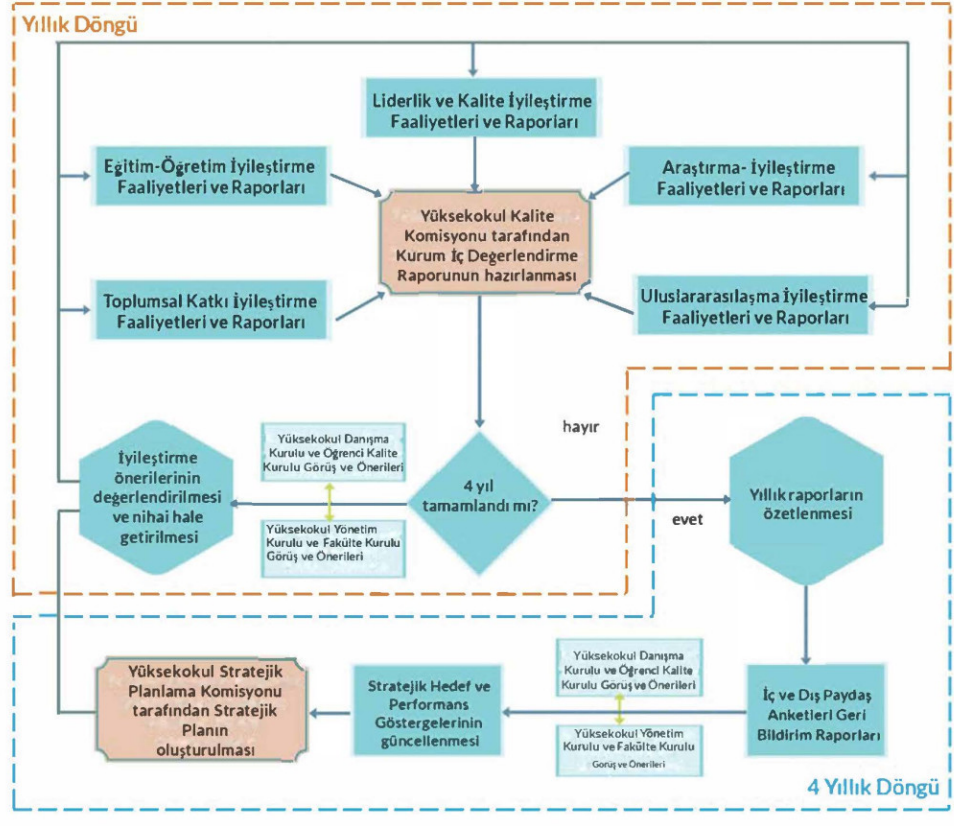 Yıllık Döngü
Liderlik ve Kalite İyileştirme
Faaliyetleri ve Raporları
Eğitim-Öğretim İyileştirme
Faaliyetleri ve Raporları
Araştırma- İyileştirme
Faaliyetleri ve Raporları
Yüksekokul Kalite
Komisyonu tarafından
Kurum İç Değerlendirme
Raporunun hazırlanması
Toplumsal Katkı İyileştirme
Faaliyetleri ve Raporları
Uluslararasılaşma İyileştirme
Faaliyetleri ve Raporları
hayır
İyileştirme
önerilerinin
değerlendirilmesi
ve nihai hale
getirilmesi
Yüksekokul Danışma
Kurulu ve Öğrenci Kalite
Kurulu Görüş ve Önerileri
Yüksekokul Yönetim
Kurulu ve Fakülte Kurulu
Görüş ve Önerileri
4 yıl
tamamlandı mı?
evet
Yıllık raporların
özetlenmesi
Yüksekokul Stratejik
Planlama Komisyonu
tarafından Stratejik
Planın
oluşturulması
Stratejik Hedef ve
Performans
Göstergelerinin
güncellenmesi
Yüksekokul Danışma
Kurulu ve Öğrenci Kalite
Kurulu Görüş ve Önerileri
Yüksekokul Yönetim
Kurulu ve Fakülte Kurulu
Görüş ve Önerileri
İç ve Dış Paydaş
Anketleri Geri
Bildirim Raporları
4 Yıllık Döngü